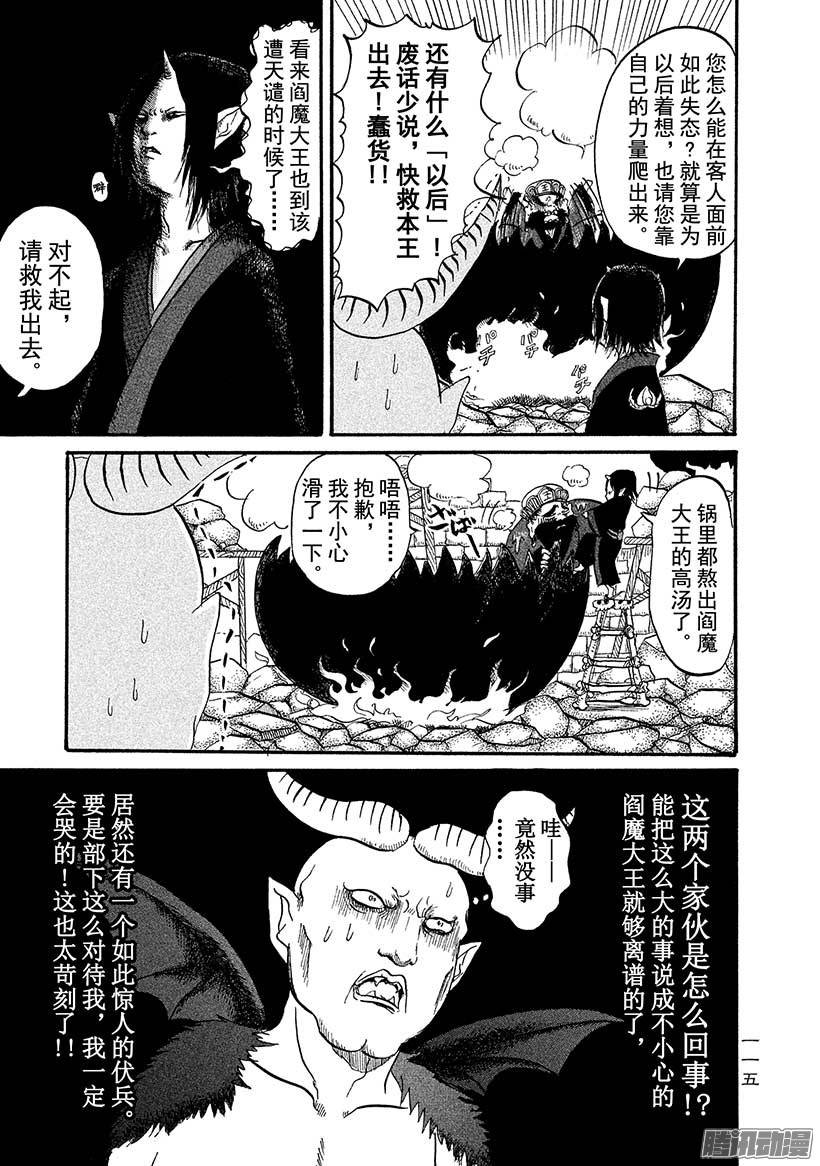 您怎么能在客人面前
如此失态？就算是为
以后着想，也请您靠
自己的力量爬出来。
还有什么「以后」！
废话少说，快救本王
出去！蠢货！！
パチ
パチ
パチ
看来阎魔大王也到该
遭天谴的时候了……
对不起，
请救我出去。
锅里都熬出阎魔
大王的高汤了。
ざばー
唔唔……
抱歉，
我不小心
滑了一下。
哇——
竟然没事
……
这两个家伙是怎么回事！？
能把这么大的事说成不小心的
阎魔大王就够离谱的了，
居然还有一个如此惊人的伏兵。
要是部下这么对待我，我一定
会哭的！这也太苛刻了！！
一一五
腾讯动漫